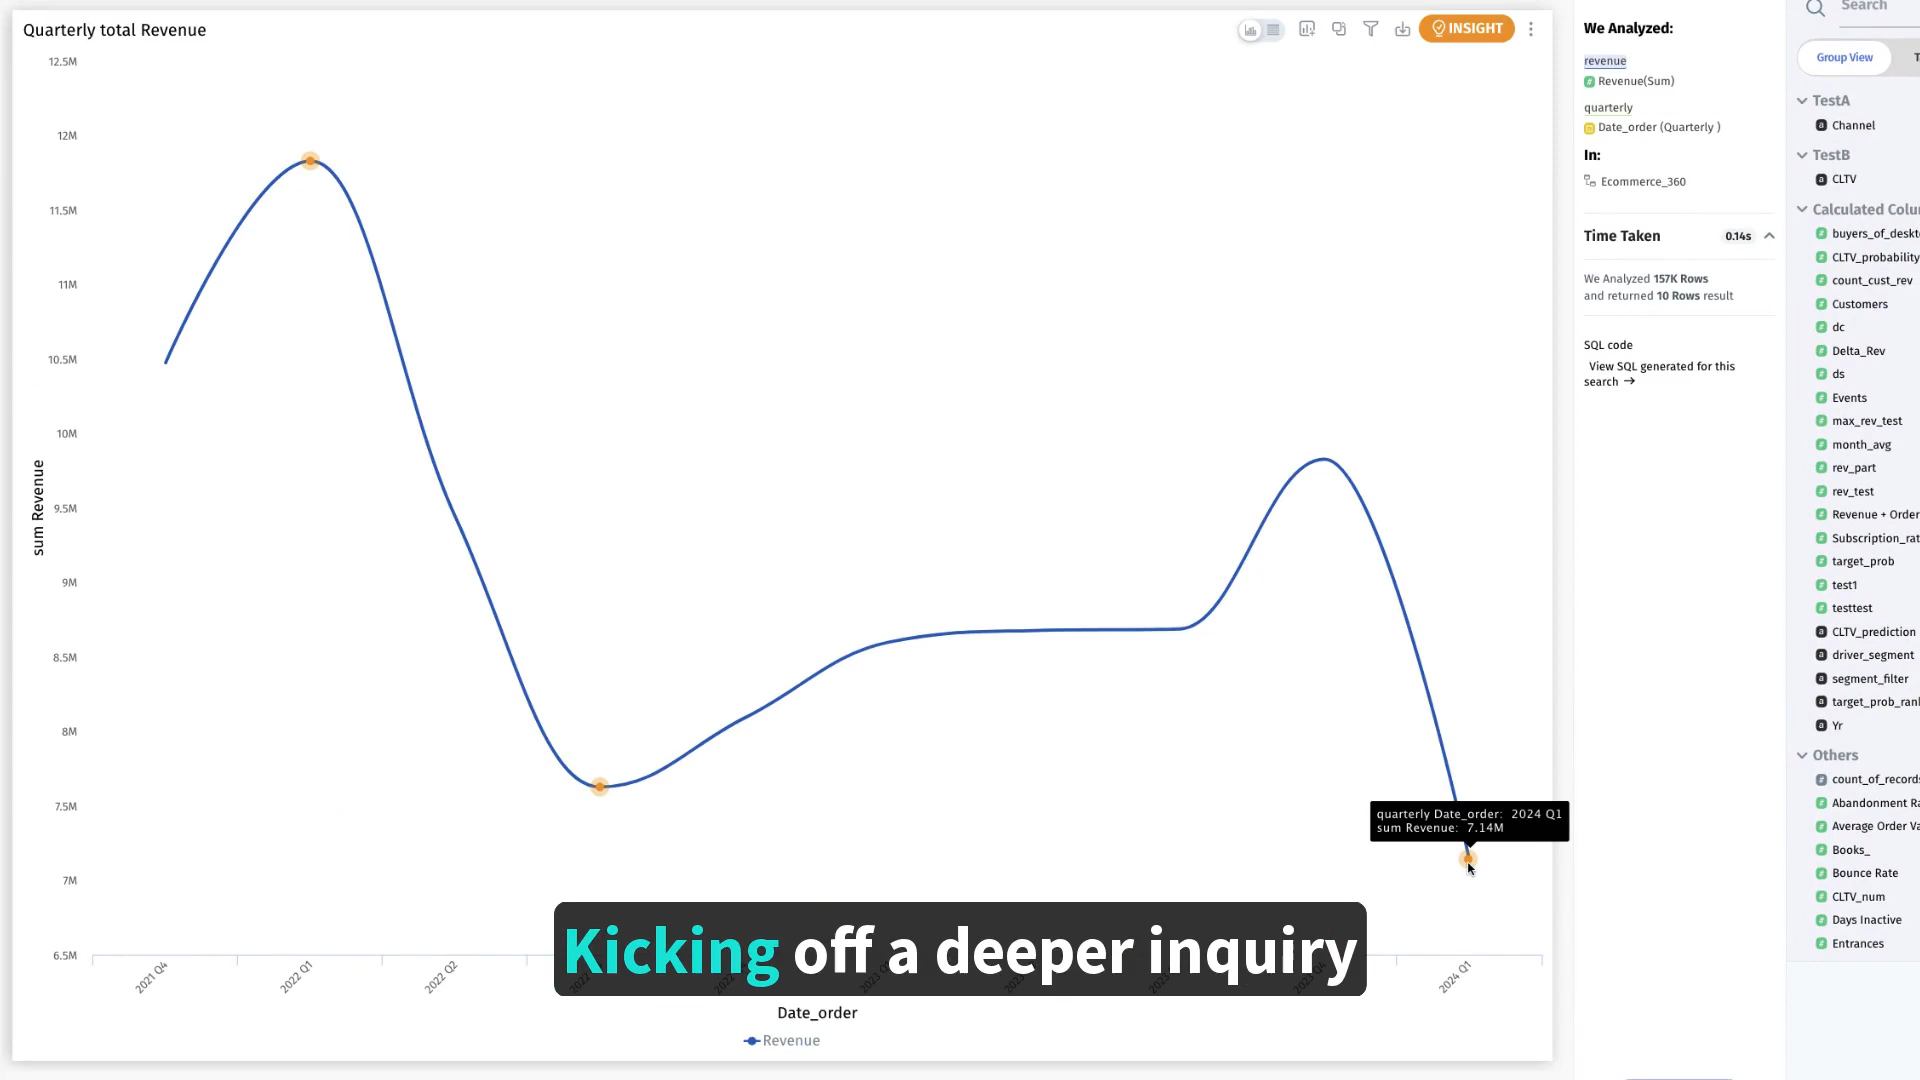 Quarterly total Revenue
INSIGHT
12.5M
12M
11.5M
11M
10.5M
10M
9.5M
9M
8.5M
8M
7.5M
7M
6.5M
sum Revenue
quarterly Date_order: 2024 Q1
sum Revenue: 7.14M
Kicking off a deeper inquiry
2021 Q4
2022 Q1
2022 Q2
2024 Q1
Date_order
Revenue
We Analyzed:
revenue
Revenue(Sum)
quarterly
Date_order (Quarterly )
In:
Ecommerce_360
Time Taken 0.14s
We Analyzed 157K Rows
and returned 10 Rows result
SQL code
View SQL generated for this
search →
Search
Group View
TestA
Channel
TestB
CLTV
Calculated Colu
buyers_of_deskt
CLTV_probability
count_cust_rev
Customers
dc
Delta_Rev
ds
Events
max_rev_test
month_avg
rev_part
rev_test
Revenue + Order
Subscription_rat
target_prob
test1
testtest
CLTV_prediction
driver_segment
segment_filter
target_prob_rank
Yr
Others
count_of_records
Abandonment Ra
Average Order Va
Books_
Bounce Rate
CLTV_num
Days Inactive
Entrances